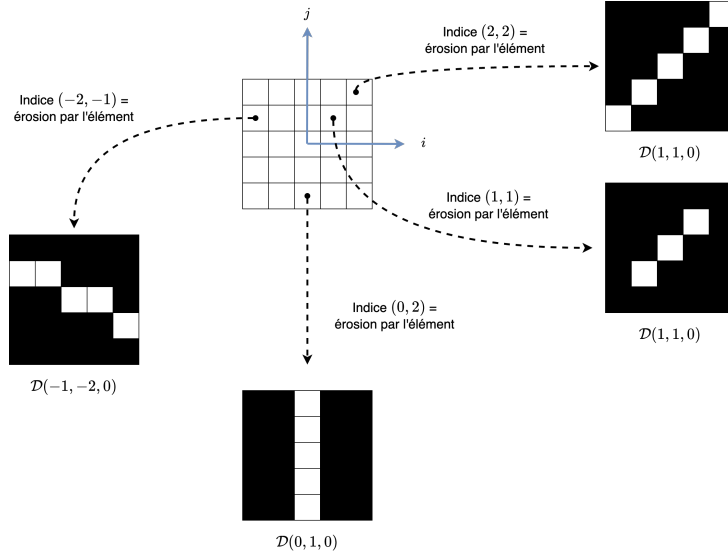 j
Indice (2, 2) =
érosion par l'élément
Indice (−2, −1) =
érosion par l'élément
i
𝒟(1, 1, 0)
Indice (1, 1) =
érosion par l'élément
Indice (0, 2) =
érosion par l'élément
𝒟(1, 1, 0)
𝒟(−1, −2, 0)
𝒟(0, 1, 0)